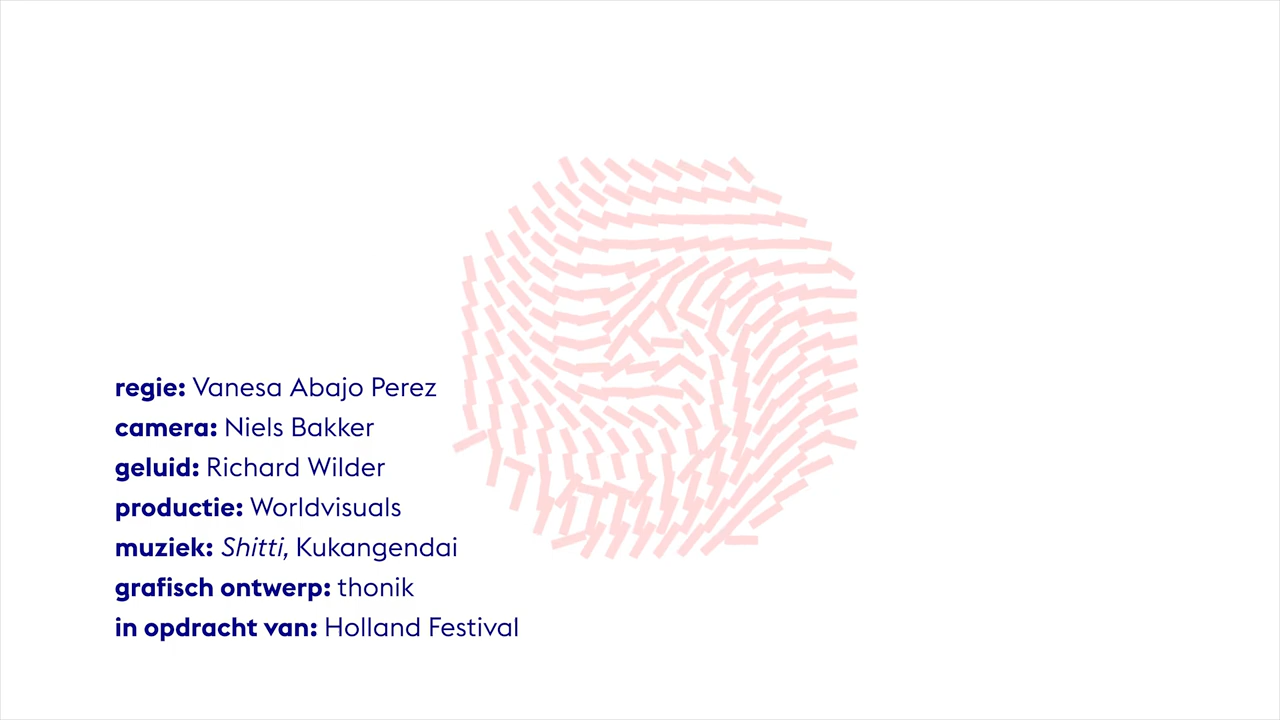 regie: Vanesa Abajo Perez
camera: Niels Bakker
geluid: Richard Wilder
productie: Worldvisuals
muziek: Shitti, Kukangendai
grafisch ontwerp: thonik
in opdracht van: Holland Festival